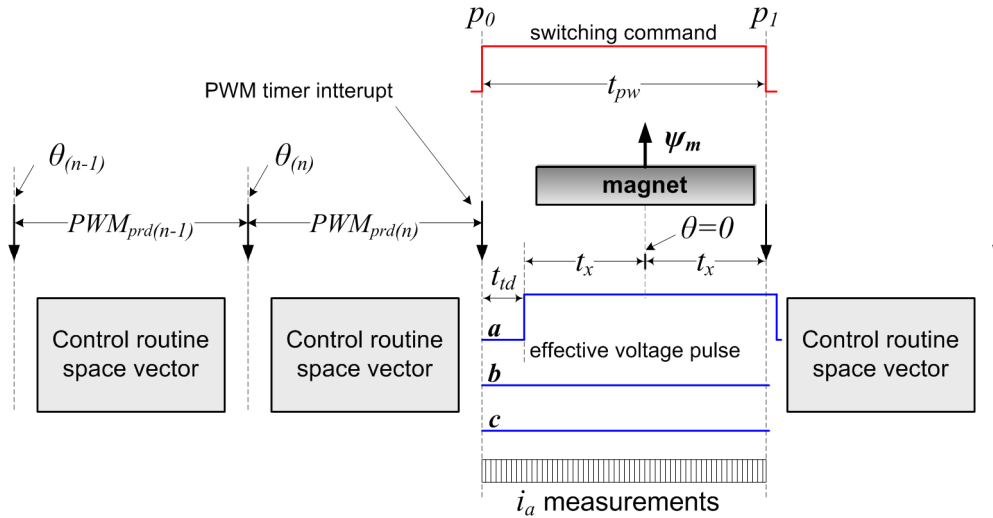 p0 p1
switching command
tpw
PWM timer intterupt
ψm
magnet
θ(n-1) θ(n)
PWMprd(n-1) PWMprd(n)
θ=0
tx tx
ttd
a
effective voltage pulse
b
c
Control routine
space vector
Control routine
space vector
Control routine
space vector
ia measurements